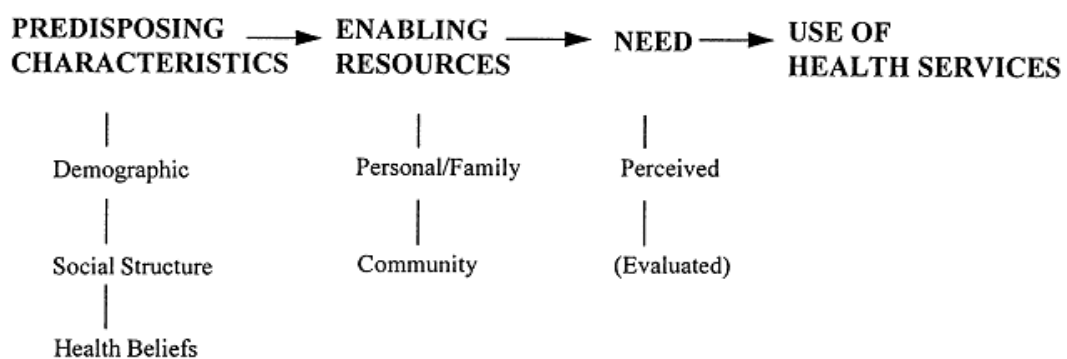 PREDISPOSING
CHARACTERISTICS
ENABLING
RESOURCES
NEED
USE OF
HEALTH SERVICES
Demographic
Personal/Family
Perceived
Social Structure
Community
(Evaluated)
Health Beliefs